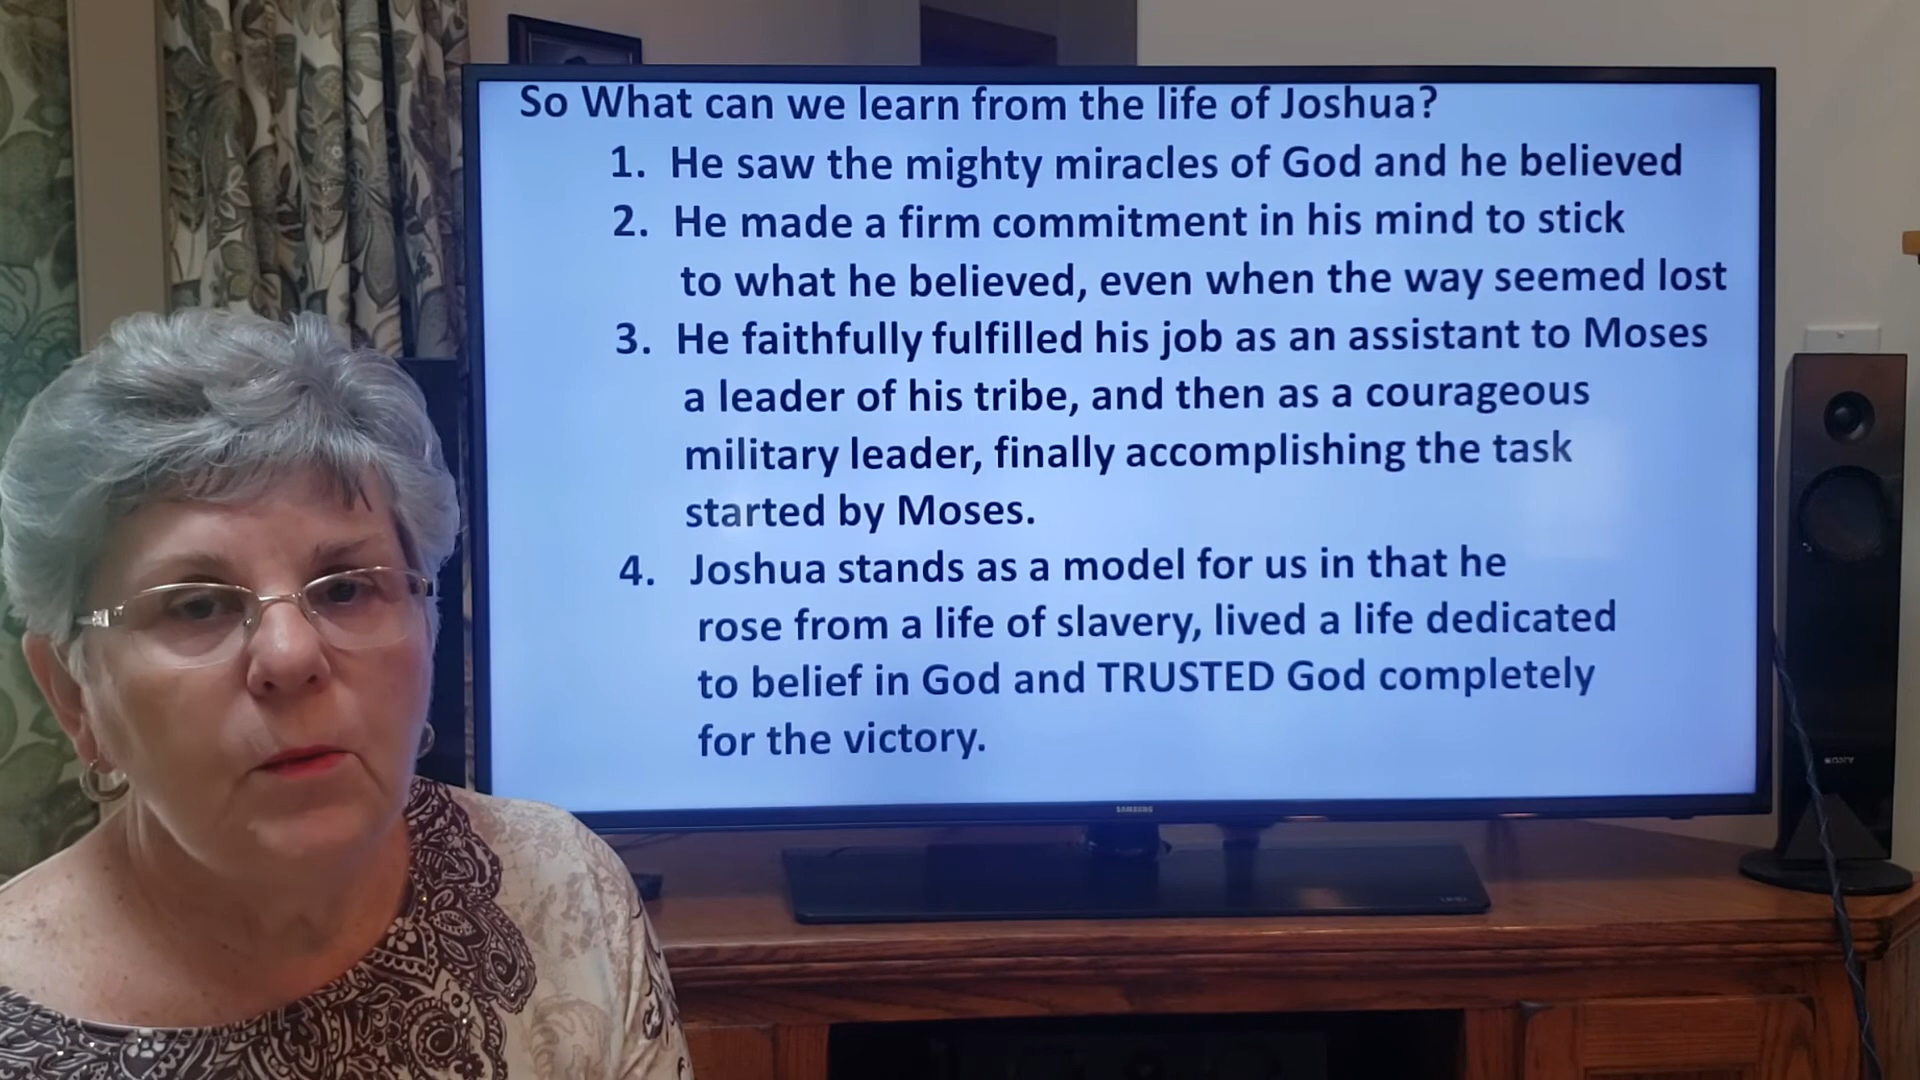 So What can we learn from the life of Joshua?
1. He saw the mighty miracles of God and he believed
2. He made a firm commitment in his mind to stick
to what he believed, even when the way seemed lost
3. He faithfully fulfilled his job as an assistant to Moses
a leader of his tribe, and then as a courageous
military leader, finally accomplishing the task
started by Moses.
4. Joshua stands as a model for us in that he
rose from a life of slavery, lived a life dedicated
to belief in God and TRUSTED God completely
for the victory.
SONY
SAMSUNG